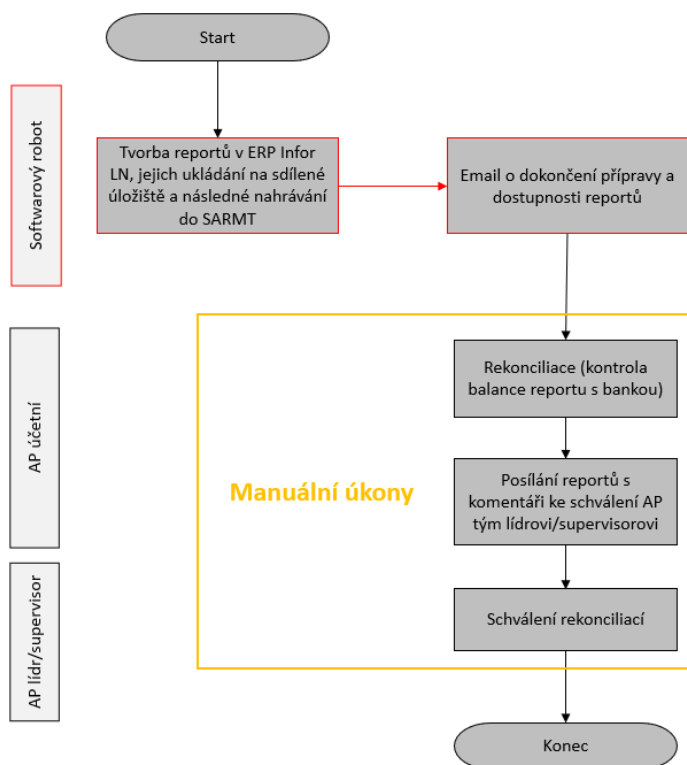 Start
Softwarový robot
Tvorba reportů v ERP Infor
LN, jejich ukládání na sdílené
úložiště a následné nahrávání
do SARMT
Email o dokončení přípravy a
dostupnosti reportů
AP účetní
Rekonciliace (kontrola
balance reportu s bankou)
Manuální úkony
Posílání reportů s
komentáři ke schválení AP
tým lídrovi/supervisorovi
AP lídr/supervisor
Schválení rekonciliací
Konec